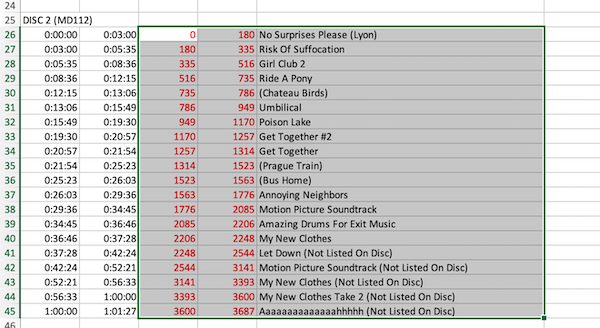 24
25 DISC 2 (MD112)
26 0:00:00 0:03:00 0 180 No Surprises Please (Lyon)
27 0:03:00 0:05:35 180 335 Risk Of Suffocation
28 0:05:35 0:08:36 335 516 Girl Club 2
29 0:08:36 0:12:15 516 735 Ride A Pony
30 0:12:15 0:13:06 735 786 (Chateau Birds)
31 0:13:06 0:15:49 786 949 Umbilical
32 0:15:49 0:19:30 949 1170 Poison Lake
33 0:19:30 0:20:57 1170 1257 Get Together #2
34 0:20:57 0:21:54 1257 1314 Get Together
35 0:21:54 0:25:23 1314 1523 (Prague Train)
36 0:25:23 0:26:03 1523 1563 (Bus Home)
37 0:26:03 0:29:36 1563 1776 Annoying Neighbors
38 0:29:36 0:34:45 1776 2085 Motion Picture Soundtrack
39 0:34:45 0:36:46 2085 2206 Amazing Drums For Exit Music
40 0:36:46 0:37:28 2206 2248 My New Clothes
41 0:37:28 0:42:24 2248 2544 Let Down (Not Listed On Disc)
42 0:42:24 0:52:21 2544 3141 Motion Picture Soundtrack (Not Listed On Disc)
43 0:52:21 0:56:33 3141 3393 My New Clothes (Not Listed On Disc)
44 0:56:33 1:00:00 3393 3600 My New Clothes Take 2 (Not Listed On Disc)
45 1:00:00 1:01:27 3600 3687 Aaaaaaaaaaaaahhhhh (Not Listed On Disc)
46